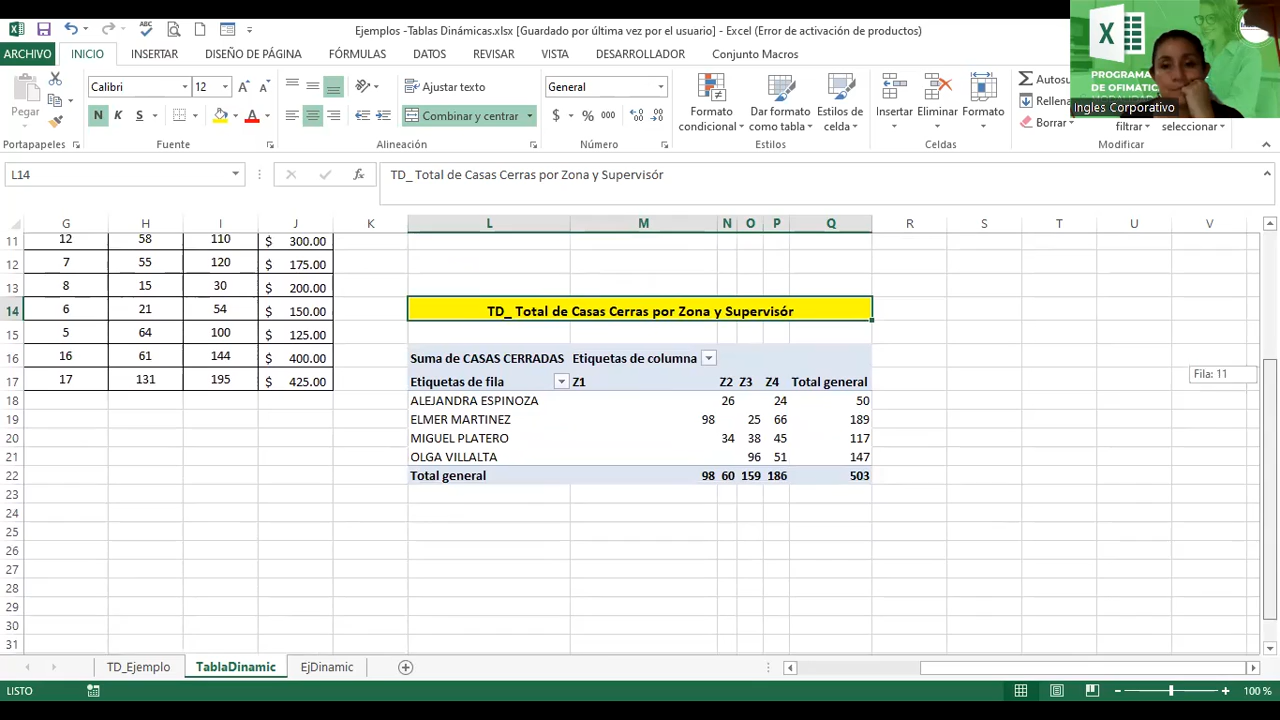 Ejemplos -Tablas Dinámicas.xlsx [Guardado por última vez por el usuario] - Excel (Error de activación de productos)
ARCHIVO INICIO INSERTAR DISEÑO DE PÁGINA FÓRMULAS DATOS REVISAR VISTA DESARROLLADOR Conjunto Macros
PROGRAMA
DE OFIMATIC
Ingles Corporativo
Pegar
Calibri 12
N K S
Ajustar texto
Combinar y centrar
General
$ % 000
Formato condicional
Dar formato como tabla
Estilos de celda
Insertar Eliminar Formato
Autosu
Rellena
Borrar
filtrar seleccionar
Portapapeles Fuente Alineación Número Estilos Celdas Modificar
L14 fx TD_ Total de Casas Cerras por Zona y Supervisór
G H I J K L M N O P Q R S T U V
11 12 58 110 $ 300.00
12 7 55 120 $ 175.00
13 8 15 30 $ 200.00
14 6 21 54 $ 150.00 TD_ Total de Casas Cerras por Zona y Supervisór
15 5 64 100 $ 125.00
16 16 61 144 $ 400.00 Suma de CASAS CERRADAS Etiquetas de columna
17 17 131 195 $ 425.00 Etiquetas de fila Z1 Z2 Z3 Z4 Total general
Fila: 11
18 ALEJANDRA ESPINOZA 26 24 50
19 ELMER MARTINEZ 98 25 66 189
20 MIGUEL PLATERO 34 38 45 117
21 OLGA VILLALTA 96 51 147
22 Total general 98 60 159 186 503
23
24
25
26
27
28
29
30
31
TD_Ejemplo TablaDinamic EjDinamic
LISTO 100 %